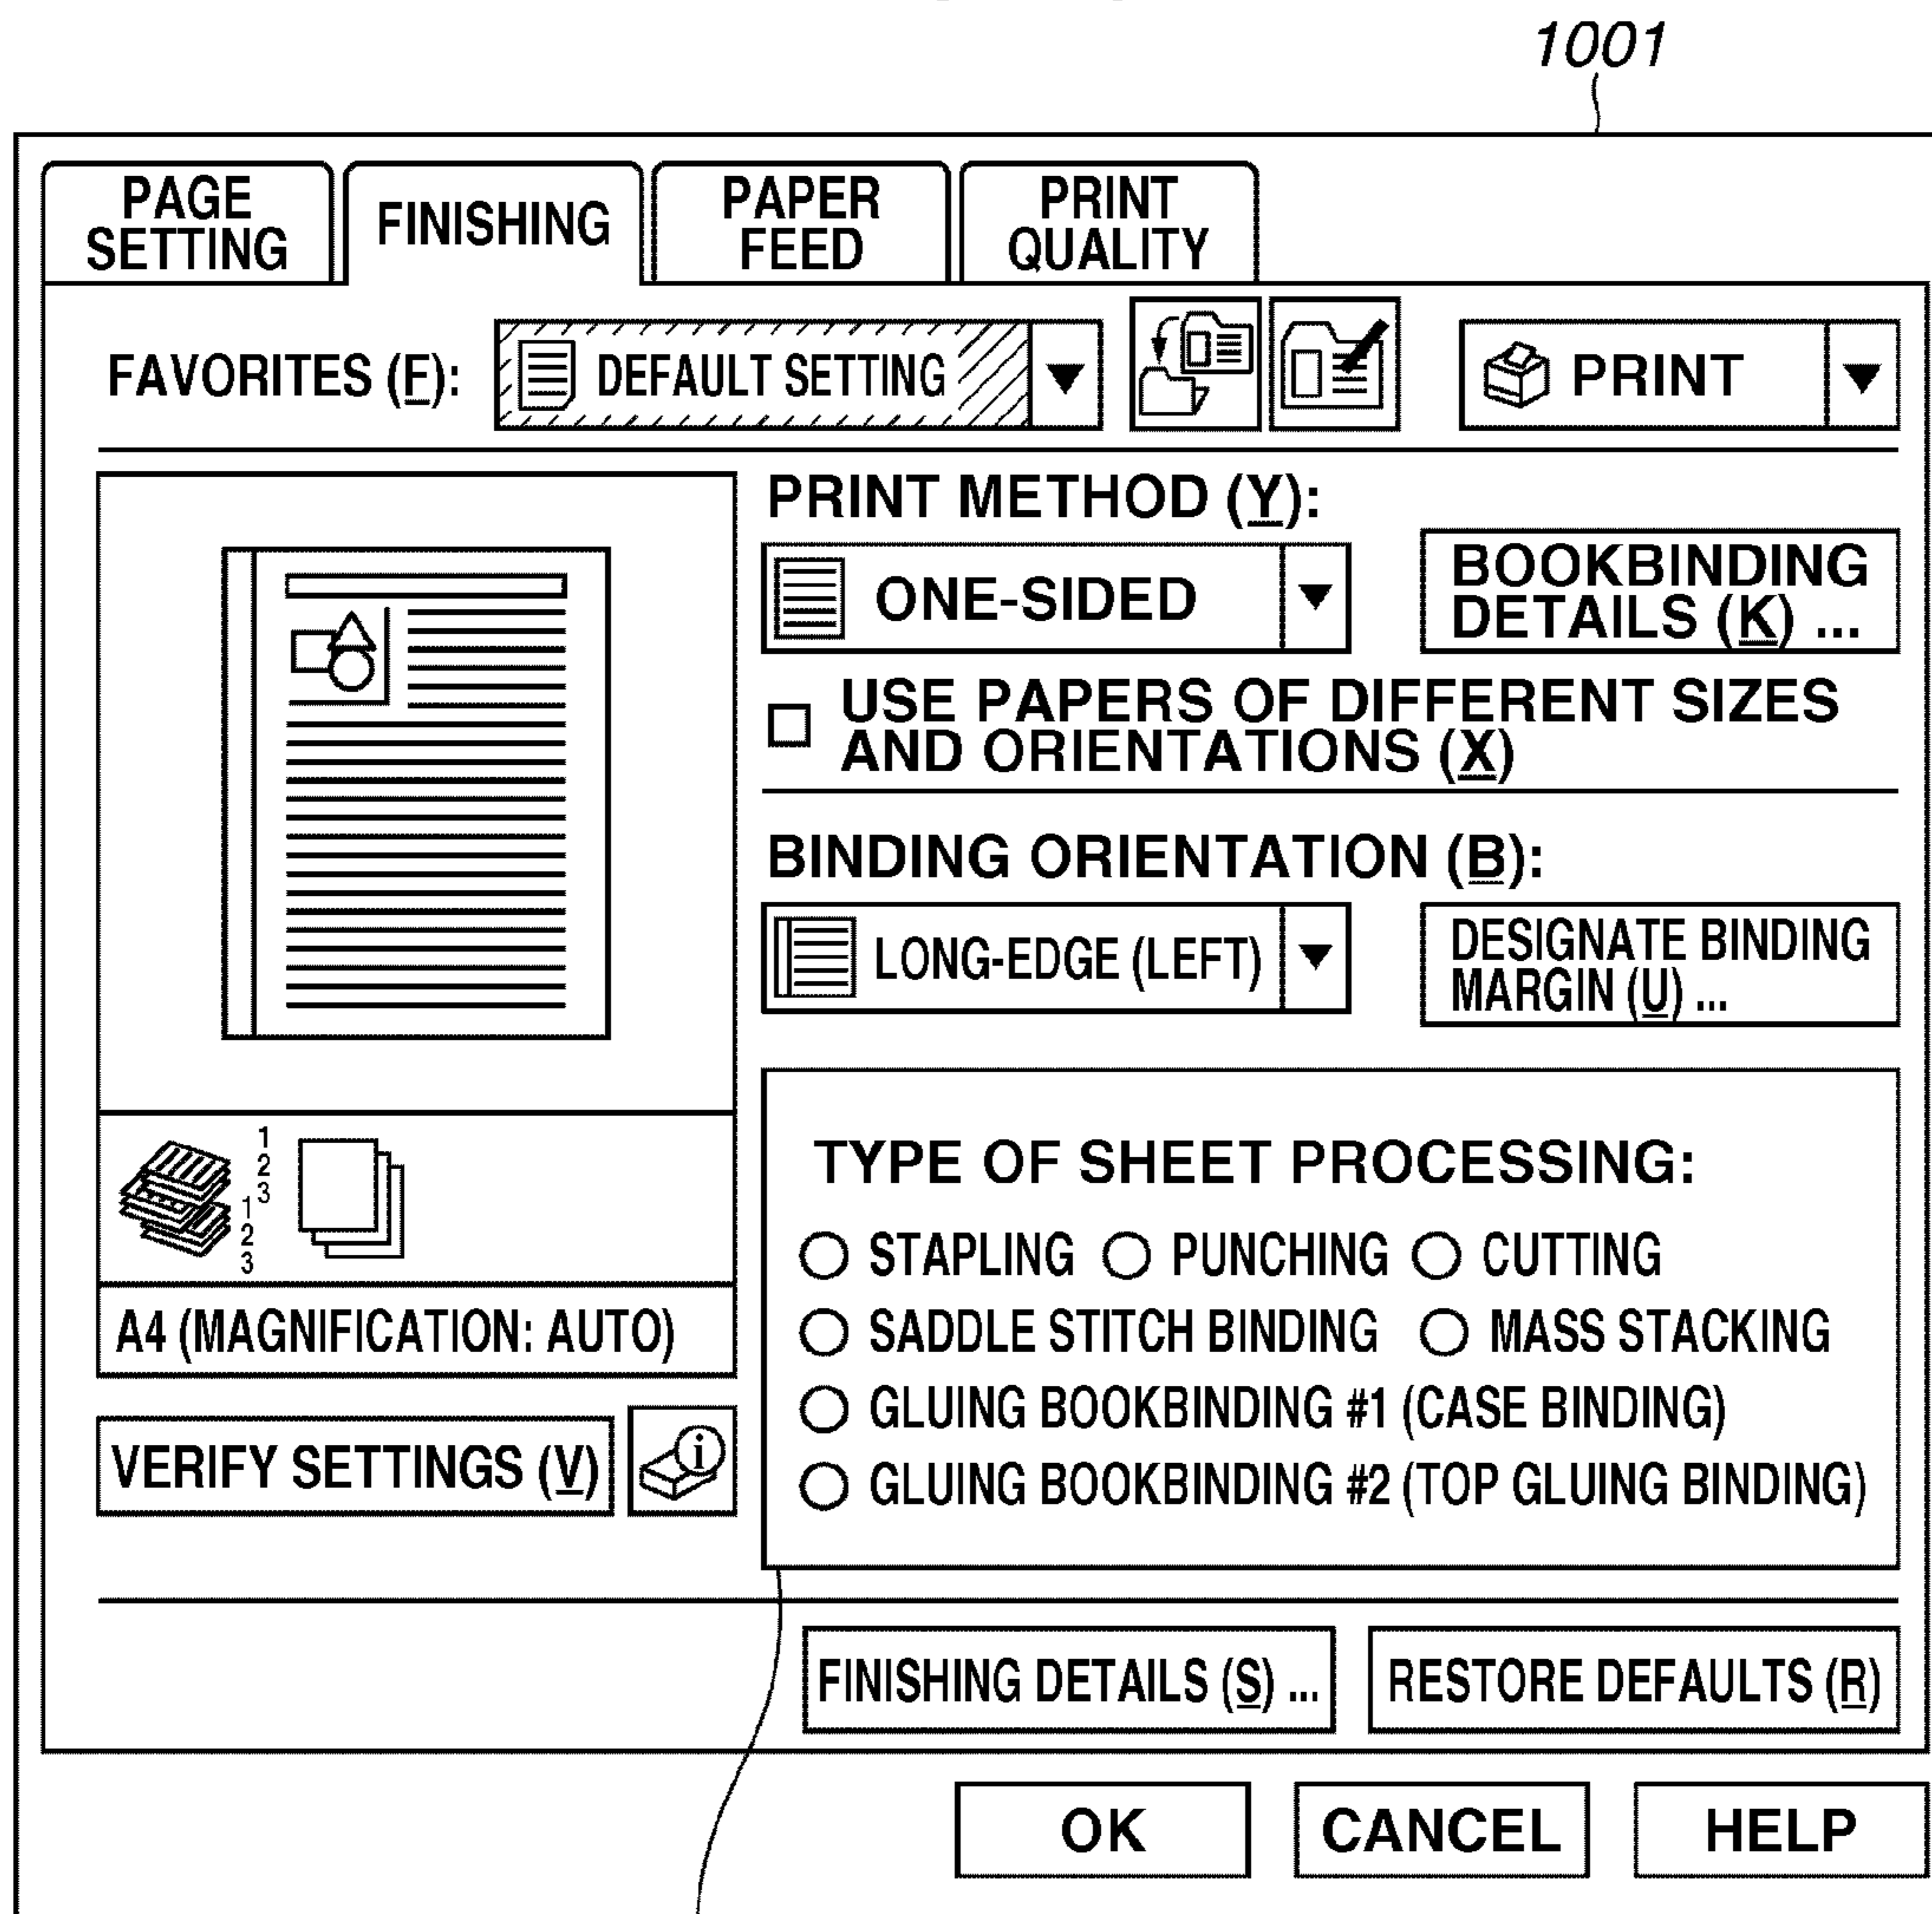 1001
PAGE
SETTING
FINISHING
PAPER
FEED
PRINT
QUALITY
FAVORITES (F):
DEFAULT SETTING
PRINT
PRINT METHOD (Y):
ONE-SIDED
BOOKBINDING
DETAILS (K) ...
USE PAPERS OF DIFFERENT SIZES
AND ORIENTATIONS (X)
BINDING ORIENTATION (B):
LONG-EDGE (LEFT)
DESIGNATE BINDING
MARGIN (U) ...
1
2
3
1
2
3
A4 (MAGNIFICATION: AUTO)
VERIFY SETTINGS (V)
i
TYPE OF SHEET PROCESSING:
STAPLING PUNCHING CUTTING
SADDLE STITCH BINDING MASS STACKING
GLUING BOOKBINDING #1 (CASE BINDING)
GLUING BOOKBINDING #2 (TOP GLUING BINDING)
FINISHING DETAILS (S) ...
RESTORE DEFAULTS (R)
OK
CANCEL
HELP